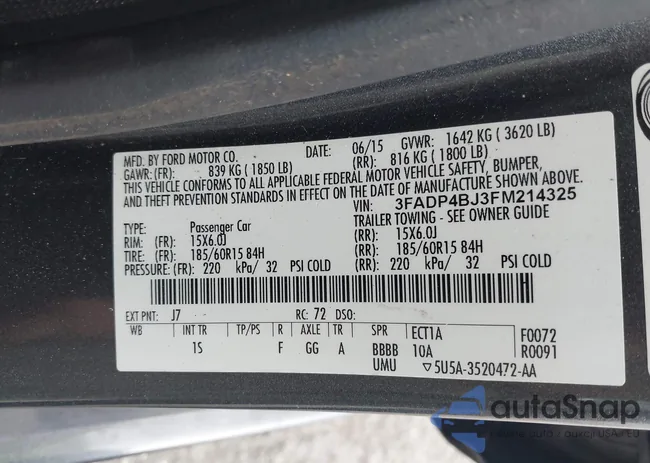 MFD. BY FORD MOTOR CO. DATE: 06/15 GVWR: 1642 KG ( 3620 LB)
GAWR: (FR): 839 KG ( 1850 LB) (RR): 816 KG ( 1800 LB)
THIS VEHICLE CONFORMS TO ALL APPLICABLE FEDERAL MOTOR VEHICLE SAFETY, BUMPER,
AND THEFT PREVENTION STANDARDS IN EFFECT ON THE DATE OF MANUFACTURE SHOWN ABOVE.
VIN: 3FADP4BJ3FM214325
TYPE: Passenger Car TRAILER TOWING - SEE OWNER GUIDE
RIM: (FR): 15X6.0J (RR): 15X6.0J
TIRE: (FR): 185/60R15 84H (RR): 185/60R15 84H
PRESSURE: (FR): 220 kPa/ 32 PSI COLD (RR): 220 kPa/ 32 PSI COLD
EXT PNT: J7 RC: 72 DSO:
WB INT TR TP/PS R AXLE TR SPR ECT1A F0072
1S F GG A BBBB 10A R0091
UMU ▽5U5A-3520472-AA
autoSnap